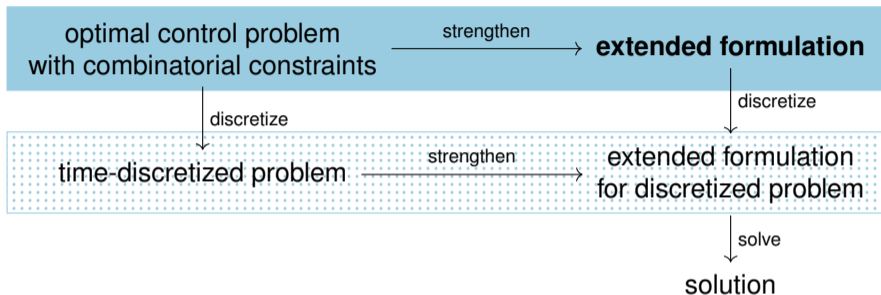 optimal control problem
with combinatorial constraints
strengthen
extended formulation
discretize
discretize
time-discretized problem
strengthen
extended formulation
for discretized problem
solve
solution